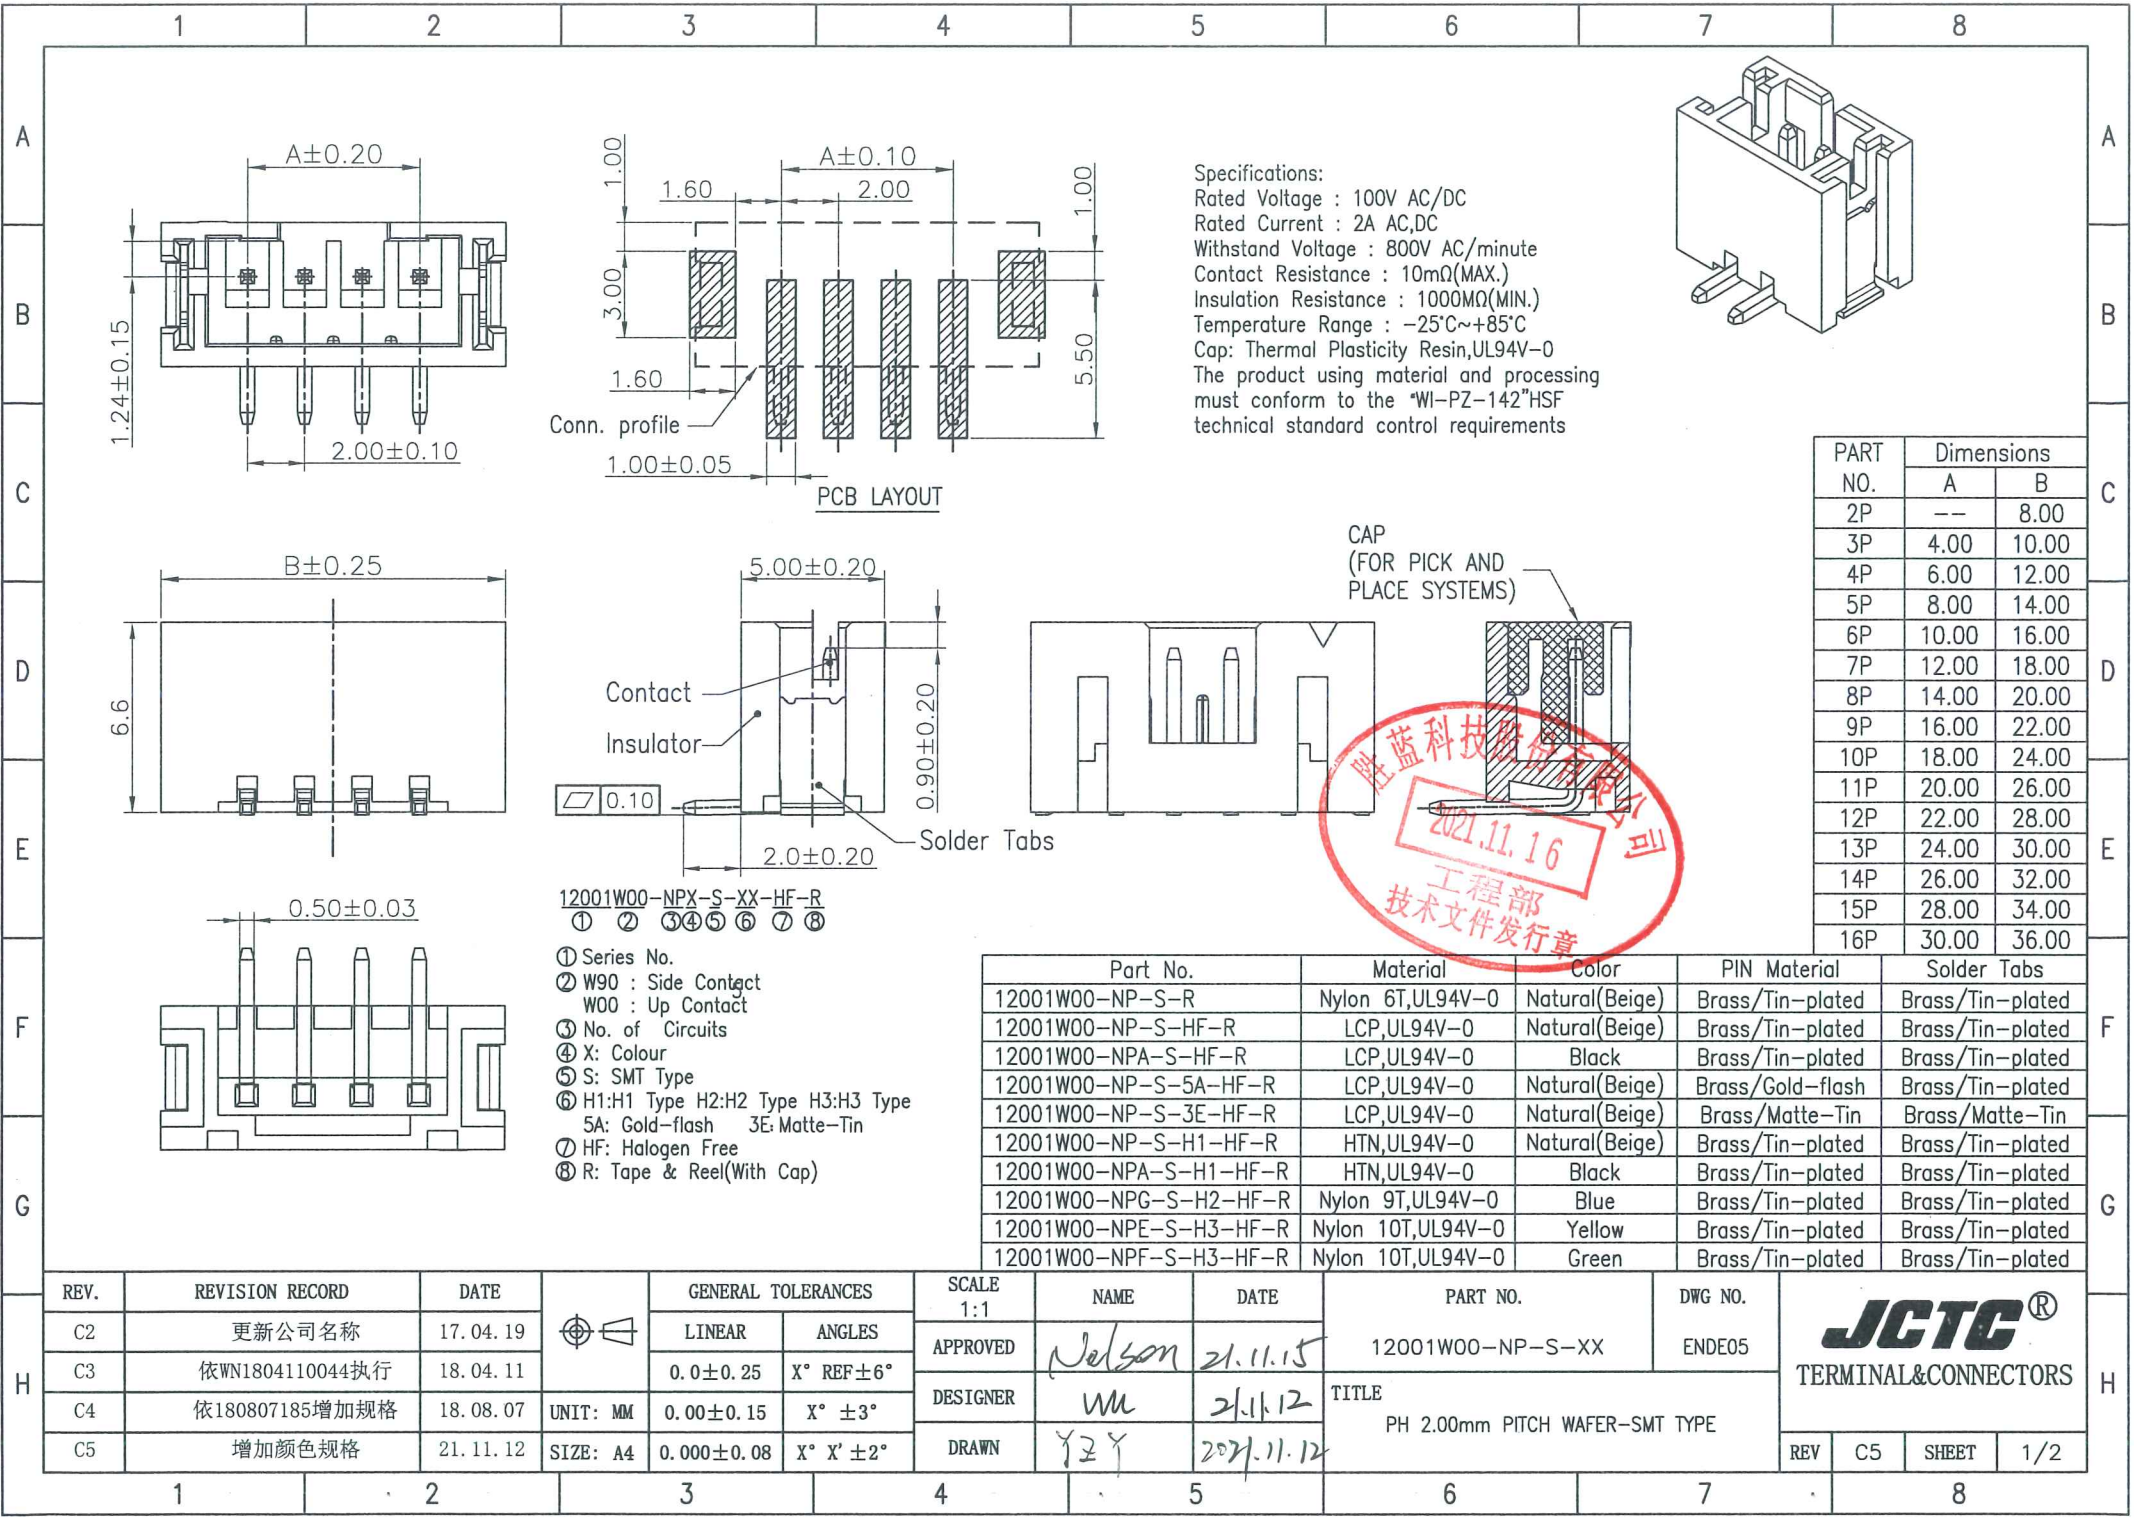 1 2 3 4 5 6 7 8
A
B
C
D
E
F
G
H
A
B
C
D
E
F
G
H
A±0.20
1.24±0.15
2.00±0.10
1.00
1.60
A±0.10
2.00
1.00
3.00
1.60
5.50
Conn. profile
1.00±0.05
PCB LAYOUT
Specifications:
Rated Voltage : 100V AC/DC
Rated Current : 2A AC,DC
Withstand Voltage : 800V AC/minute
Contact Resistance : 10mΩ(MAX.)
Insulation Resistance : 1000MΩ(MIN.)
Temperature Range : -25°C~+85°C
Cap: Thermal Plasticity Resin,UL94V-0
The product using material and processing
must conform to the "WI-PZ-142"HSF
technical standard control requirements
PART NO. Dimensions
A B
2P -- 8.00
3P 4.00 10.00
4P 6.00 12.00
5P 8.00 14.00
6P 10.00 16.00
7P 12.00 18.00
8P 14.00 20.00
9P 16.00 22.00
10P 18.00 24.00
11P 20.00 26.00
12P 22.00 28.00
13P 24.00 30.00
14P 26.00 32.00
15P 28.00 34.00
16P 30.00 36.00
B±0.25
6.6
5.00±0.20
Contact
Insulator
0.90±0.20
0.10
2.0±0.20
Solder Tabs
CAP
(FOR PICK AND
PLACE SYSTEMS)
胜蓝科技股份有限公司
2021.11.16
工程部
技术文件发行章
0.50±0.03
12001W00-NPX-S-XX-HF-R
① ② ③④⑤ ⑥ ⑦ ⑧
① Series No.
② W90 : Side Contact
W00 : Up Contact
③ No. of Circuits
④ X: Colour
⑤ S: SMT Type
⑥ H1:H1 Type H2:H2 Type H3:H3 Type
5A: Gold-flash 3E: Matte-Tin
⑦ HF: Halogen Free
⑧ R: Tape & Reel(With Cap)
Part No. Material Color PIN Material Solder Tabs
12001W00-NP-S-R Nylon 6T,UL94V-0 Natural(Beige) Brass/Tin-plated Brass/Tin-plated
12001W00-NP-S-HF-R LCP,UL94V-0 Natural(Beige) Brass/Tin-plated Brass/Tin-plated
12001W00-NPA-S-HF-R LCP,UL94V-0 Black Brass/Tin-plated Brass/Tin-plated
12001W00-NP-S-5A-HF-R LCP,UL94V-0 Natural(Beige) Brass/Gold-flash Brass/Tin-plated
12001W00-NP-S-3E-HF-R LCP,UL94V-0 Natural(Beige) Brass/Matte-Tin Brass/Matte-Tin
12001W00-NP-S-H1-HF-R HTN,UL94V-0 Natural(Beige) Brass/Tin-plated Brass/Tin-plated
12001W00-NPA-S-H1-HF-R HTN,UL94V-0 Black Brass/Tin-plated Brass/Tin-plated
12001W00-NPG-S-H2-HF-R Nylon 9T,UL94V-0 Blue Brass/Tin-plated Brass/Tin-plated
12001W00-NPE-S-H3-HF-R Nylon 10T,UL94V-0 Yellow Brass/Tin-plated Brass/Tin-plated
12001W00-NPF-S-H3-HF-R Nylon 10T,UL94V-0 Green Brass/Tin-plated Brass/Tin-plated
REV. REVISION RECORD DATE
C2 更新公司名称 17.04.19
C3 依WN1804110044执行 18.04.11
C4 依180807185增加规格 18.08.07
C5 增加颜色规格 21.11.12
UNIT: MM
SIZE: A4
GENERAL TOLERANCES
LINEAR ANGLES
0.0±0.25 X° REF±6°
0.00±0.15 X° ±3°
0.000±0.08 X° X' ±2°
SCALE 1:1 NAME DATE
APPROVED Nelson 21.11.15
DESIGNER WU 21.11.12
DRAWN YZY 2021.11.12
PART NO.
12001W00-NP-S-XX
DWG NO.
ENDE05
TITLE
PH 2.00mm PITCH WAFER-SMT TYPE
JCTC®
TERMINAL&CONNECTORS
REV C5 SHEET 1/2
1 2 3 4 5 6 7 8